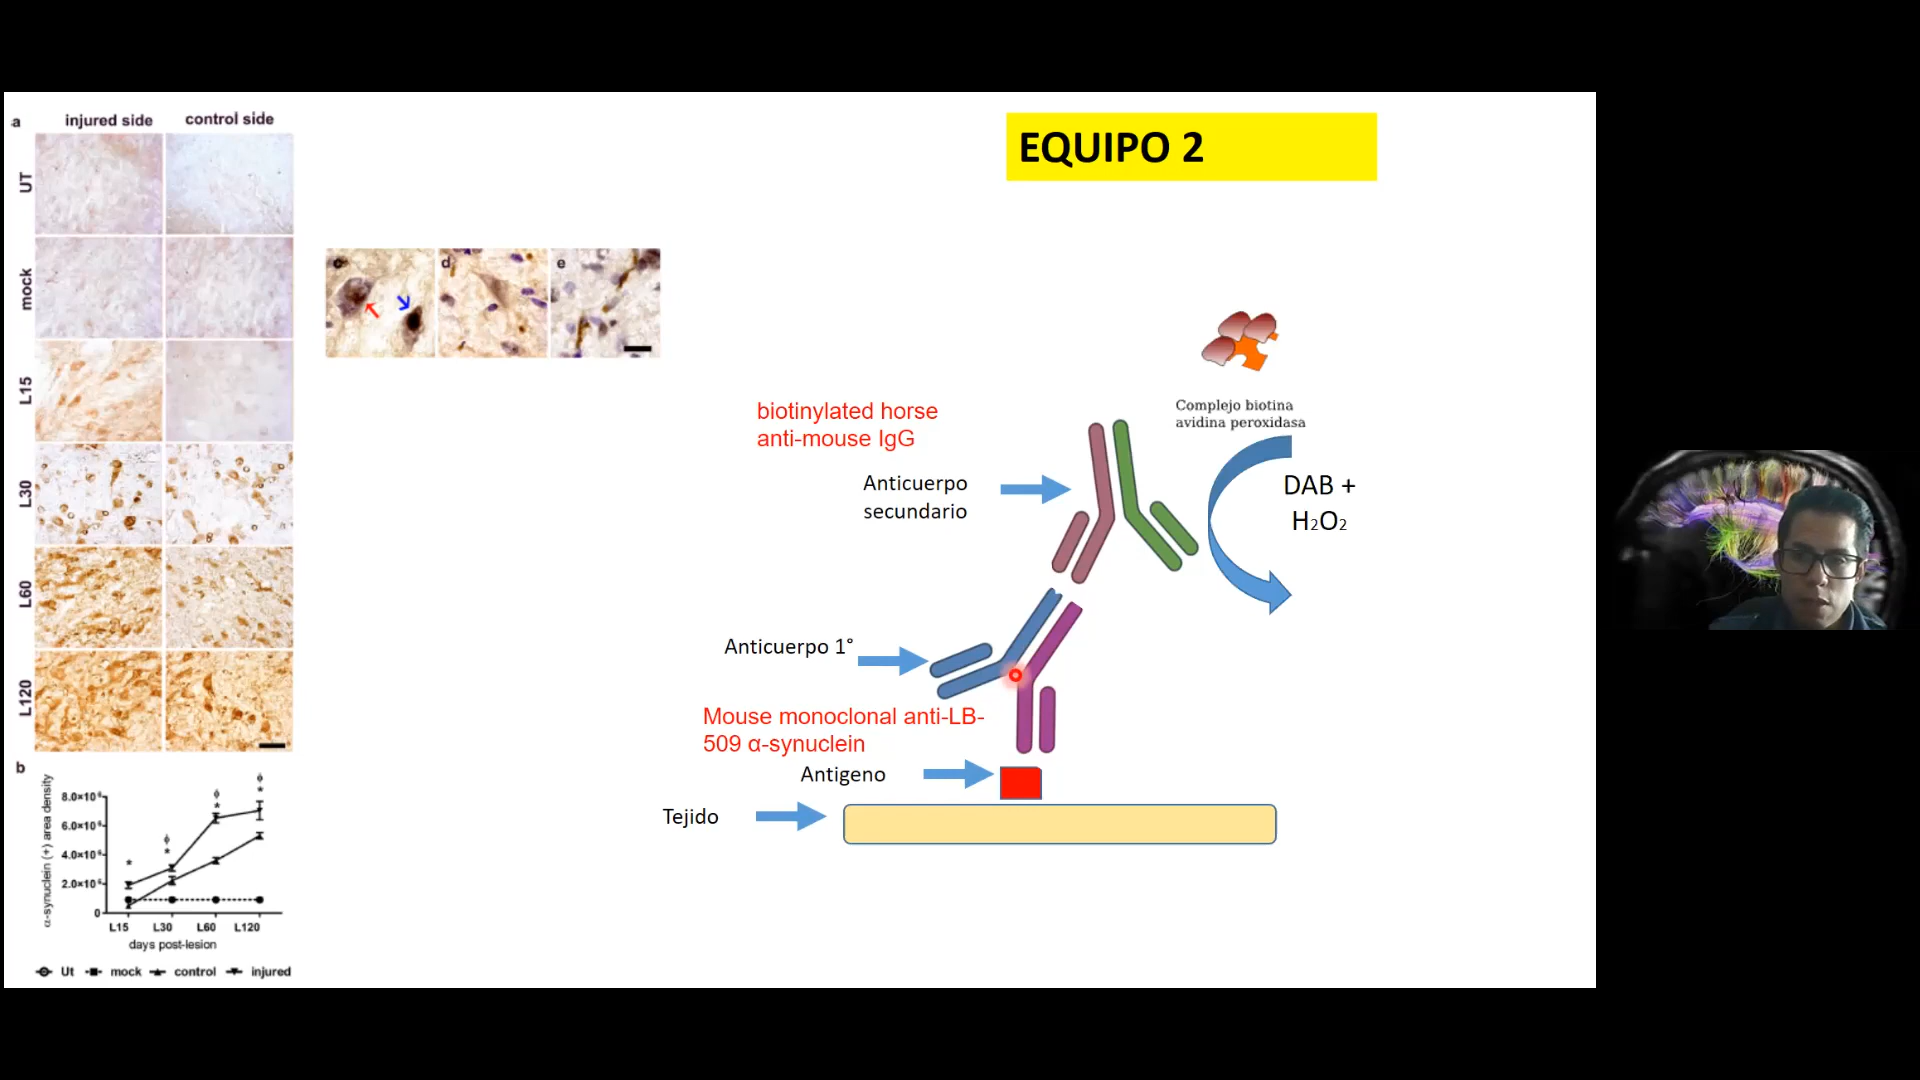 a
injured side
control side
UT
mock
L15
L30
L60
L120
c
d
e
b
α-synuclein (+) area density
8.0×10⁶
6.0×10⁶
4.0×10⁶
2.0×10⁶
0
*
ϕ
*
ϕ
*
ϕ
*
L15
L30
L60
L120
days post-lesion
Ut
mock
control
injured
EQUIPO 2
Complejo biotina
avidina peroxidasa
biotinylated horse
anti-mouse IgG
Anticuerpo
secundario
DAB +
H₂O₂
Anticuerpo 1°
Mouse monoclonal anti-LB-
509 α-synuclein
Antigeno
Tejido